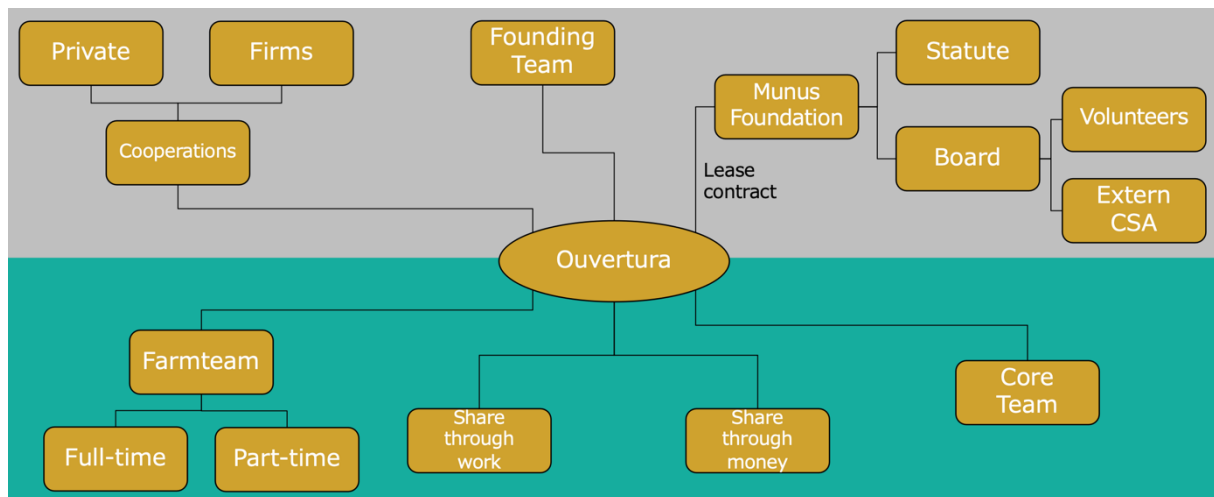 Private
Firms
Cooperations
Founding
Team
Munus
Foundation
Statute
Board
Volunteers
Extern
CSA
Lease
contract
Ouvertura
Farmteam
Full-time
Part-time
Share
through
work
Share
through
money
Core
Team